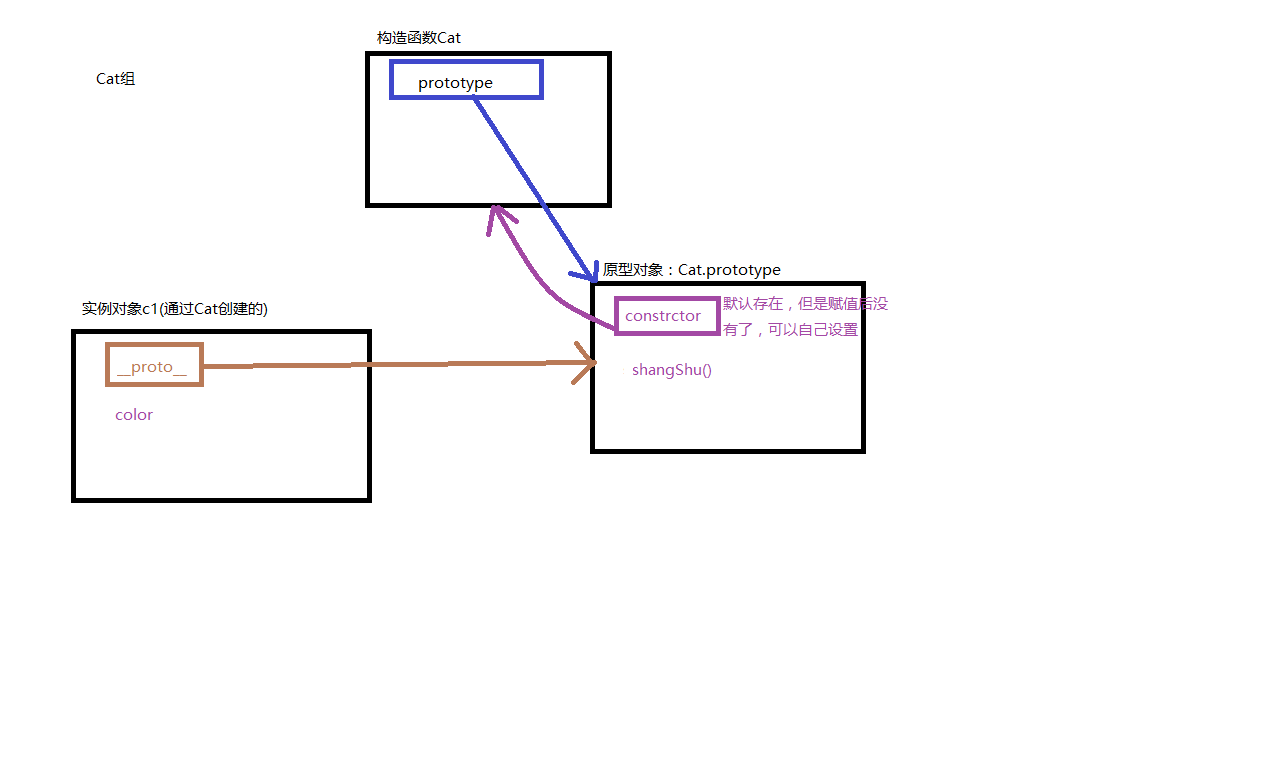 构造函数Cat
Cat组
prototype
原型对象：Cat.prototype
constrctor
默认存在，但是赋值后没
有了，可以自己设置
shangShu()
实例对象c1(通过Cat创建的)
__proto__
color